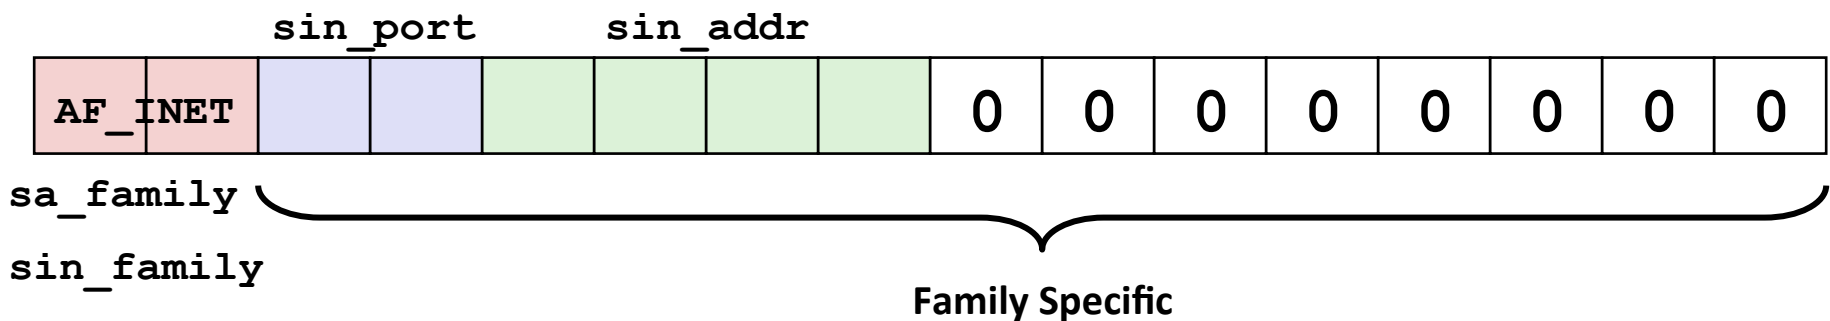 sin_port sin_addr
AF_INET 0 0 0 0 0 0 0 0
sa_family
sin_family
Family Specific